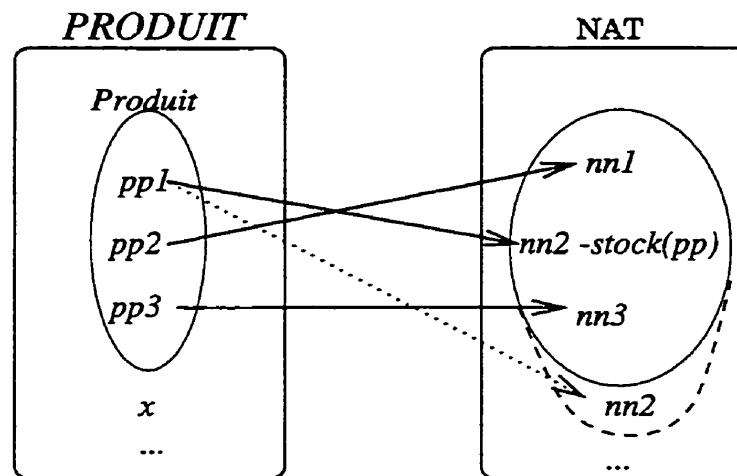 PRODUIT
Produit
pp1
pp2
pp3
x
...
NAT
nn1
nn2 -stock(pp)
nn3
nn2
...